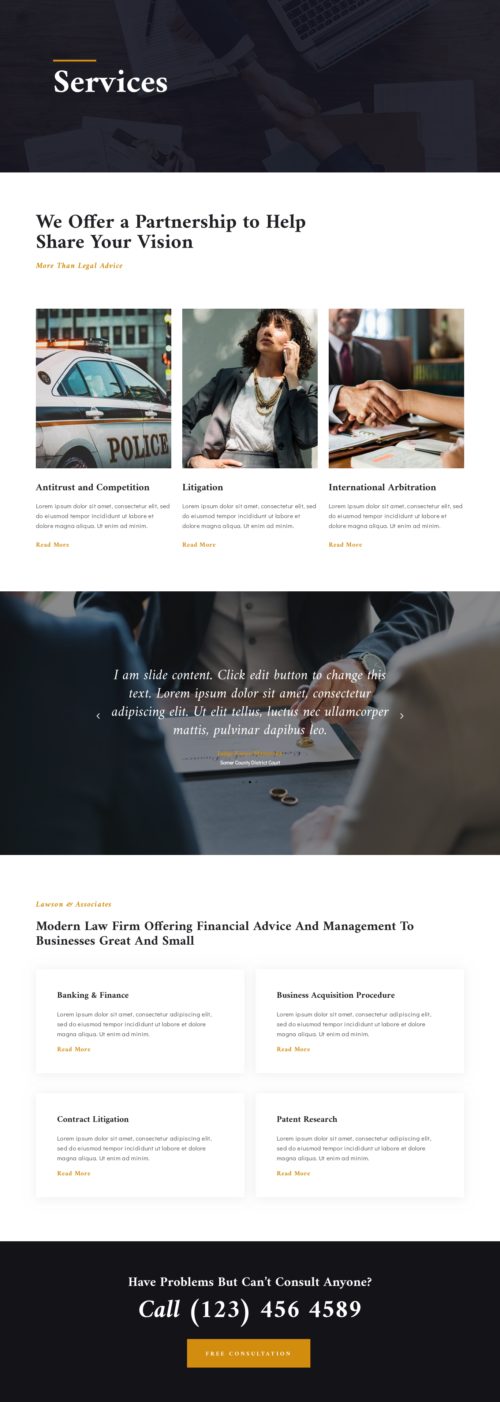 Services
We Offer a Partnership to Help
Share Your Vision
More Than Legal Advice
POLICE
Antitrust and Competition
Lorem ipsum dolor sit amet, consectetur elit, sed
do eiusmod tempor incididunt ut labore et
dolore magna aliqua. Ut enim ad minim.
Read More
Litigation
Lorem ipsum dolor sit amet, consectetur elit, sed
do eiusmod tempor incididunt ut labore et
dolore magna aliqua. Ut enim ad minim.
Read More
International Arbitration
Lorem ipsum dolor sit amet, consectetur elit, sed
do eiusmod tempor incididunt ut labore et
dolore magna aliqua. Ut enim ad minim.
Read More
I am slide content. Click edit button to change this
text. Lorem ipsum dolor sit amet, consectetur
adipiscing elit. Ut elit tellus, luctus nec ullamcorper
mattis, pulvinar dapibus leo.
Somer County District Court
Lawson & Associates
Modern Law Firm Offering Financial Advice And Management To
Businesses Great And Small
Banking & Finance
Lorem ipsum dolor sit amet, consectetur adipiscing elit,
sed do eiusmod tempor incididunt ut labore et dolore
magna aliqua. Ut enim ad minim.
Read More
Business Acquisition Procedure
Lorem ipsum dolor sit amet, consectetur adipiscing elit,
sed do eiusmod tempor incididunt ut labore et dolore
magna aliqua. Ut enim ad minim.
Read More
Contract Litigation
Lorem ipsum dolor sit amet, consectetur adipiscing elit,
sed do eiusmod tempor incididunt ut labore et dolore
magna aliqua. Ut enim ad minim.
Read More
Patent Research
Lorem ipsum dolor sit amet, consectetur adipiscing elit,
sed do eiusmod tempor incididunt ut labore et dolore
magna aliqua. Ut enim ad minim.
Read More
Have Problems But Can't Consult Anyone?
Call (123) 456 4589
FREE CONSULTATION